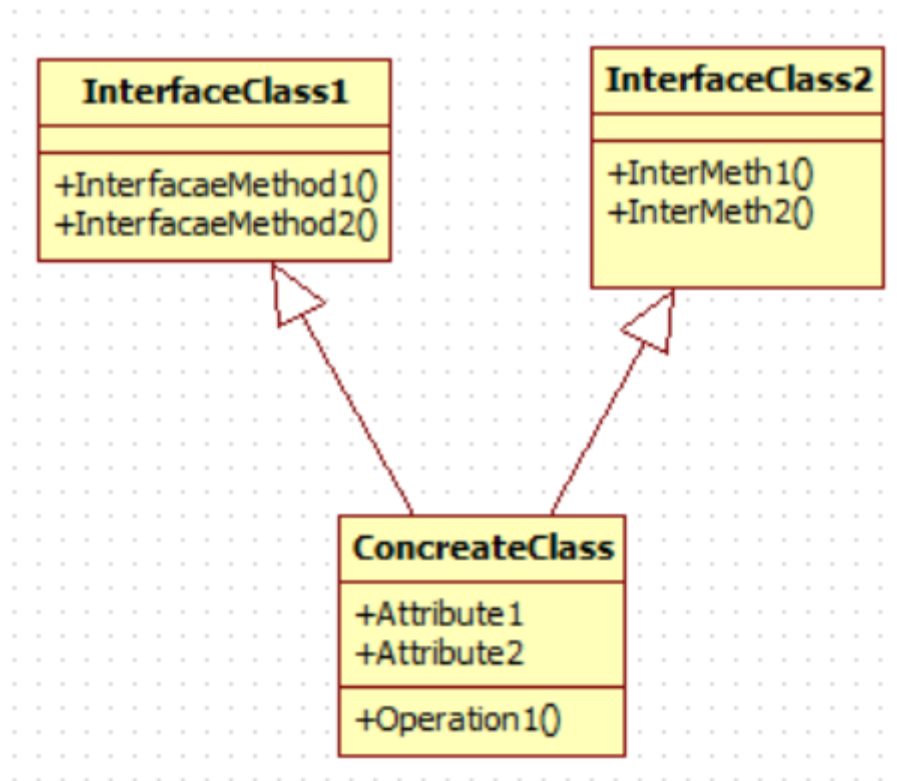 InterfaceClass1
+InterfacaeMethod1()
+InterfacaeMethod2()
InterfaceClass2
+InterMeth1()
+InterMeth2()
ConcreateClass
+Attribute1
+Attribute2
+Operation1()